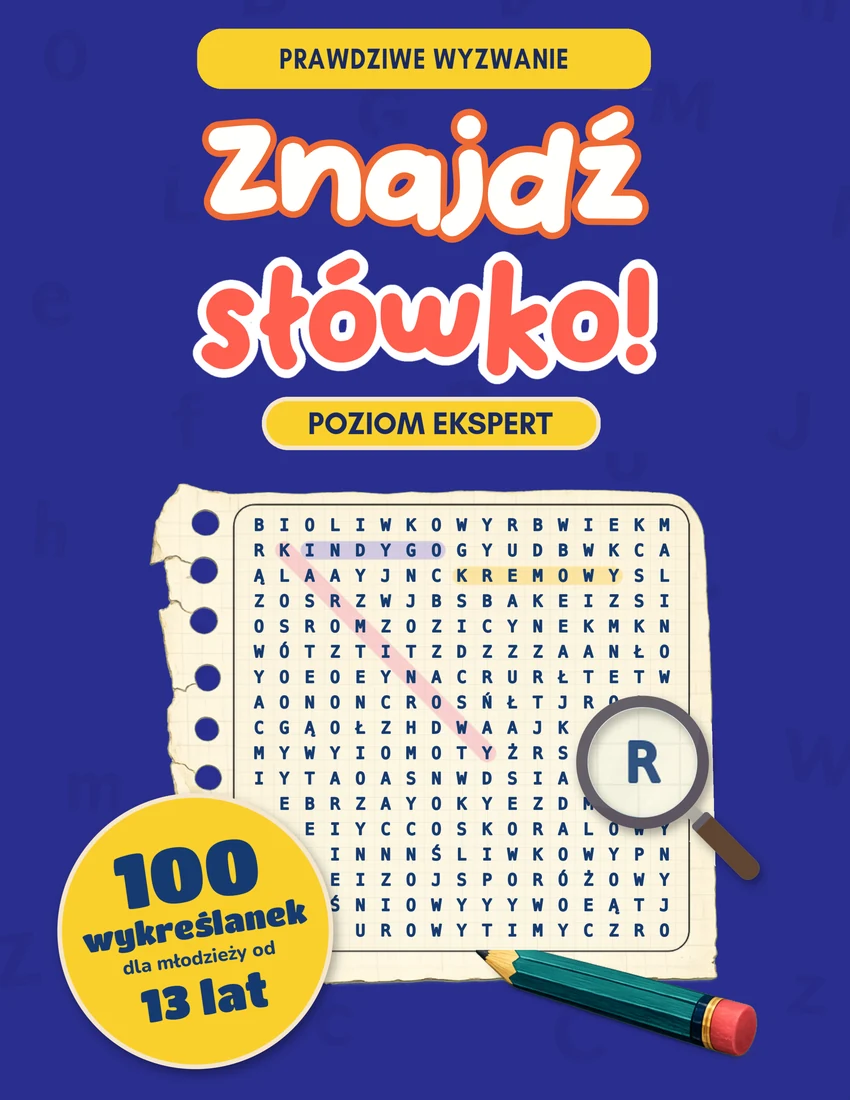 PRAWDZIWE WYZWANIE
Znajdź
słówko!
POZIOM EKSPERT
B I O L I W K O W Y R B W I E K M
R K I N D Y G O G Y U D B W K C A
Ą L A A Y J N C K R E M O W Y S L
Z O S R Z W J B S B A K E I Z S I
O S R O M Z O Z I C Y N E K M K N
W Ó T Z T I T Z D Z Z Z A A N Ł O
Y O E O E Y N A C R U R Ł T E T W
A O N O N C R O S Ń Ł T J R O
C G Ą O Ł Z H D W A A J K
M Y W Y I O M O T Y Ż R S
R
I Y T A O A S N W D S I A
E B R Z A Y O K Y E Z D M
E I Y C C O S K O R A L O W Y
I N N N Ś L I W K O W Y P N
E I Z O J S P O R Ó Ż O W Y
Ś N I O W Y Y Y W O E Ą T J
U R O W Y T I M Y C Z R O
100
wykreślanek
dla młodzieży od
13 lat